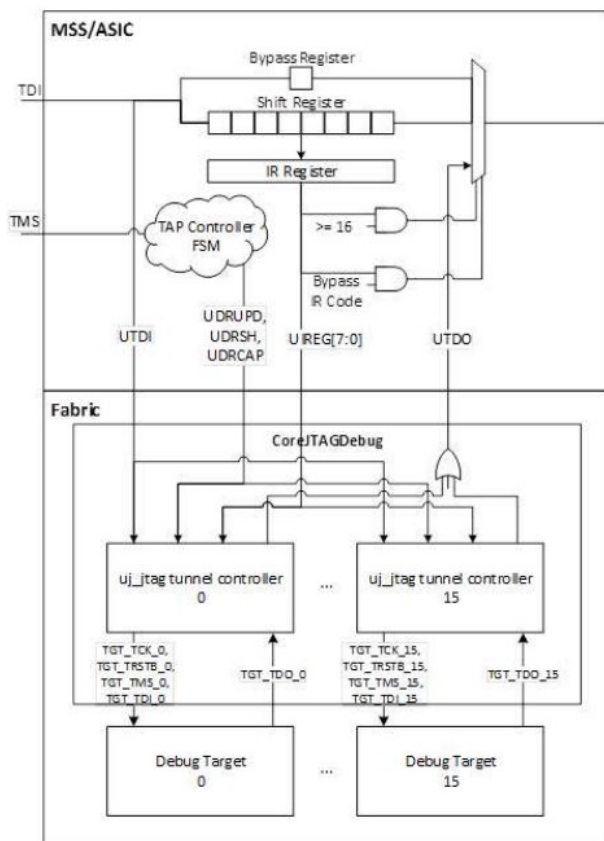 MSS/ASIC
Bypass Register
TDI
Shift Register
IR Register
TMS
TAP Controller
FSM
>= 16
Bypass
IR Code
UDRUPD,
UDRSH,
UDRCAP
UTDI
UIREG[7:0]
UTDO
Fabric
CoreJTAGDebug
uj_jtag tunnel controller
0
...
uj_jtag tunnel controller
15
TGT_TCK_0,
TGT_TRSTB_0,
TGT_TMS_0,
TGT_TDI_0
TGT_TDO_0
TGT_TCK_15,
TGT_TRSTB_15,
TGT_TMS_15,
TGT_TDI_15
TGT_TDO_15
Debug Target
0
...
Debug Target
15